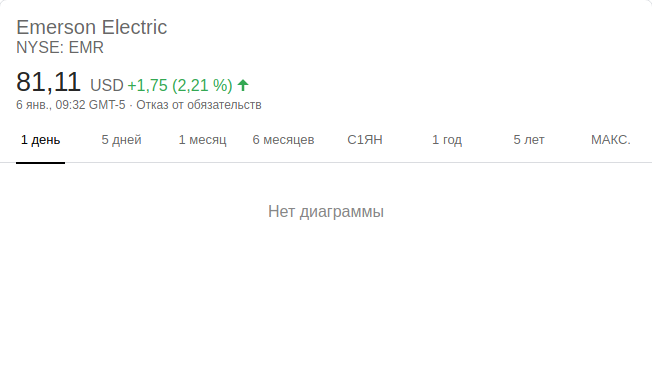 Emerson Electric
NYSE: EMR
81,11 USD +1,75 (2,21 %)
6 янв., 09:32 GMT-5 · Отказ от обязательств
1 день 5 дней 1 месяц 6 месяцев С1ЯН 1 год 5 лет МАКС.
Нет диаграммы